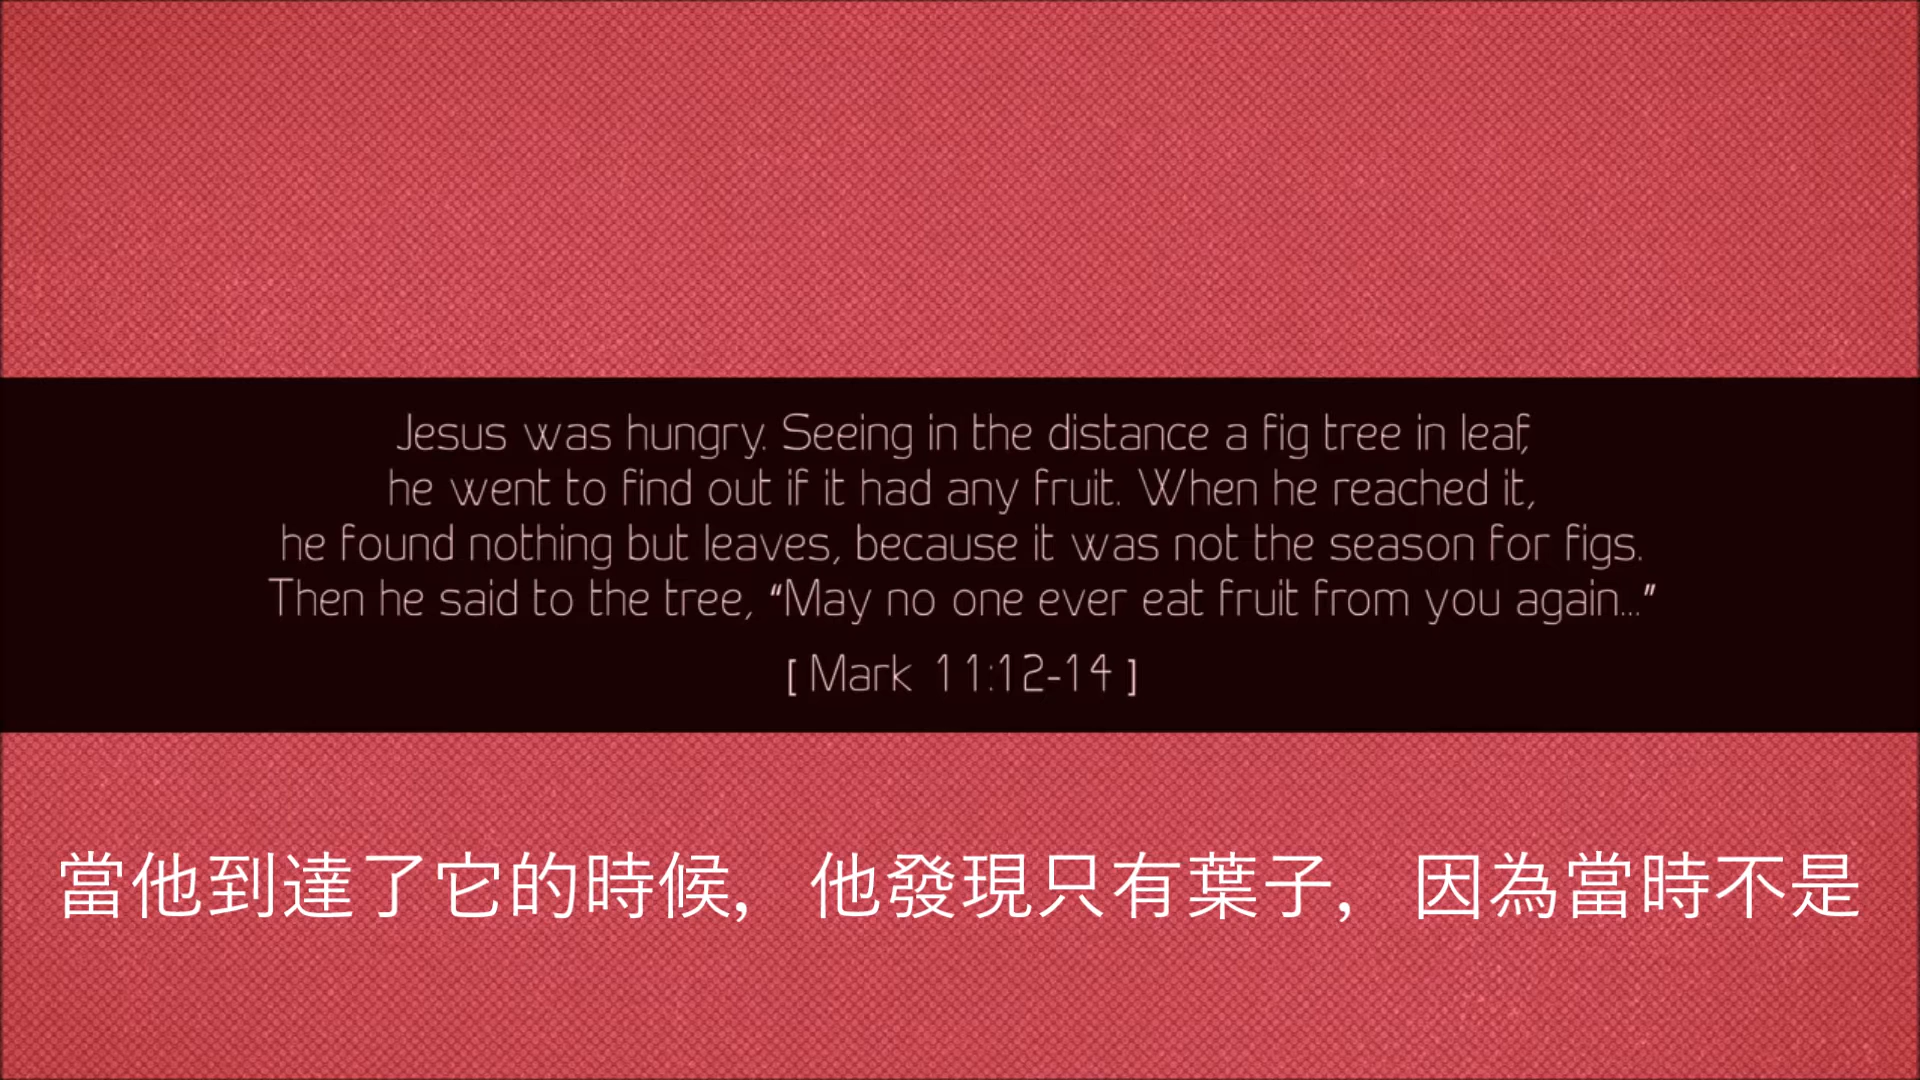 Jesus was hungry. Seeing in the distance a fig tree in leaf,
he went to find out if it had any fruit. When he reached it,
he found nothing but leaves, because it was not the season for figs.
Then he said to the tree, “May no one ever eat fruit from you again...”
[ Mark 11:12-14 ]
當他到達了它的時候，他發現只有葉子，因為當時不是